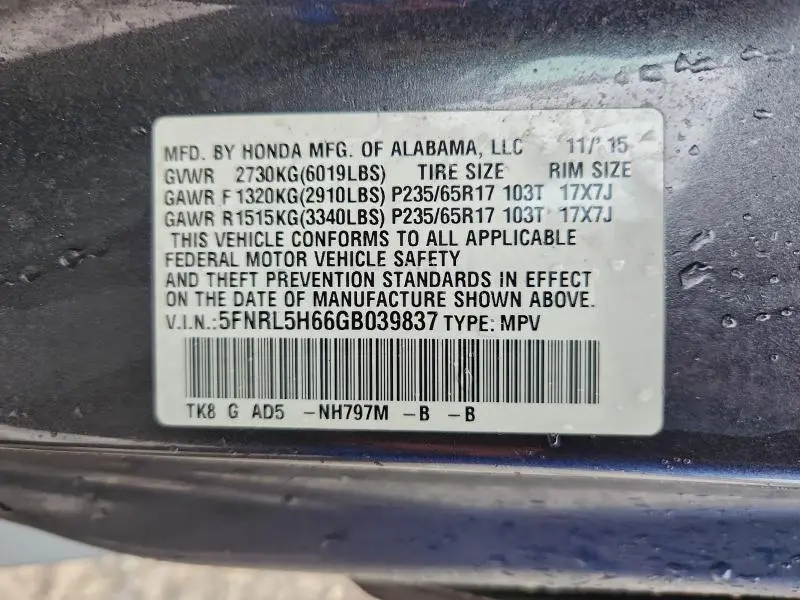 MFD. BY HONDA MFG. OF ALABAMA, LLC 11/'15
GVWR 2730KG(6019LBS) TIRE SIZE RIM SIZE
GAWR F 1320KG(2910LBS) P235/65R17 103T 17X7J
GAWR R1515KG(3340LBS) P235/65R17 103T 17X7J
THIS VEHICLE CONFORMS TO ALL APPLICABLE
FEDERAL MOTOR VEHICLE SAFETY
AND THEFT PREVENTION STANDARDS IN EFFECT
ON THE DATE OF MANUFACTURE SHOWN ABOVE.
V.I.N.:5FNRL5H66GB039837 TYPE: MPV
TK8 G AD5 -NH797M -B -B